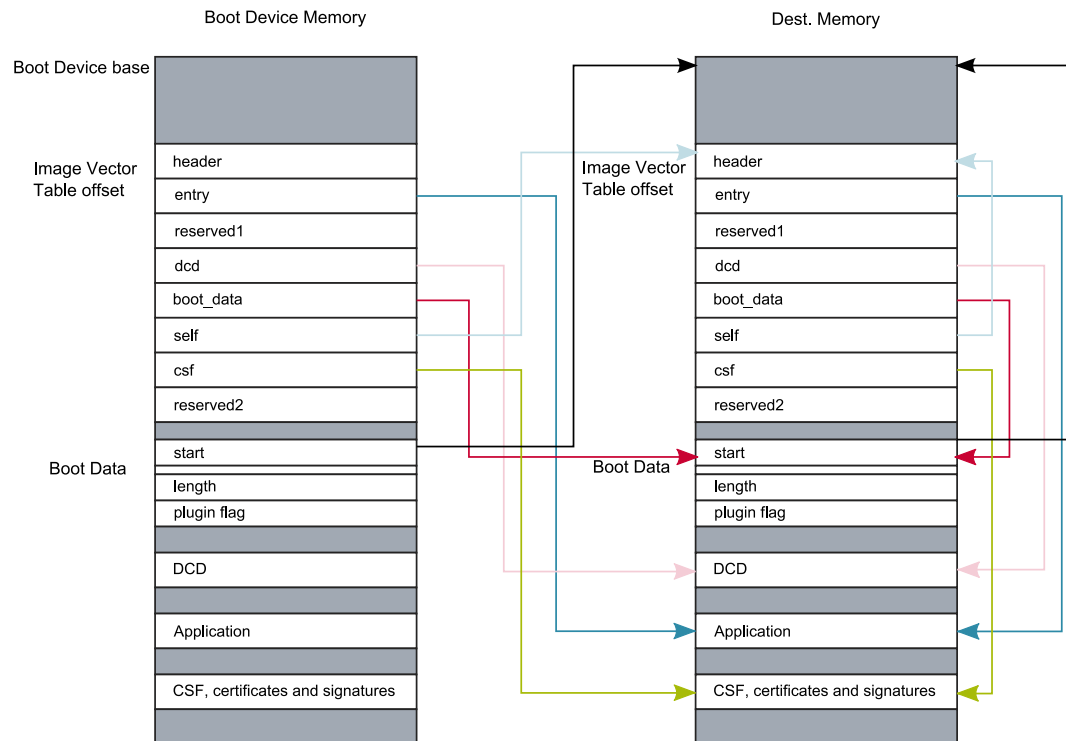 Boot Device Memory
Dest. Memory
Boot Device base
Image Vector
Table offset
header
entry
reserved1
dcd
boot_data
self
csf
reserved2
Boot Data
start
length
plugin flag
DCD
Application
CSF, certificates and signatures
Image Vector
Table offset
header
entry
reserved1
dcd
boot_data
self
csf
reserved2
Boot Data
start
length
plugin flag
DCD
Application
CSF, certificates and signatures